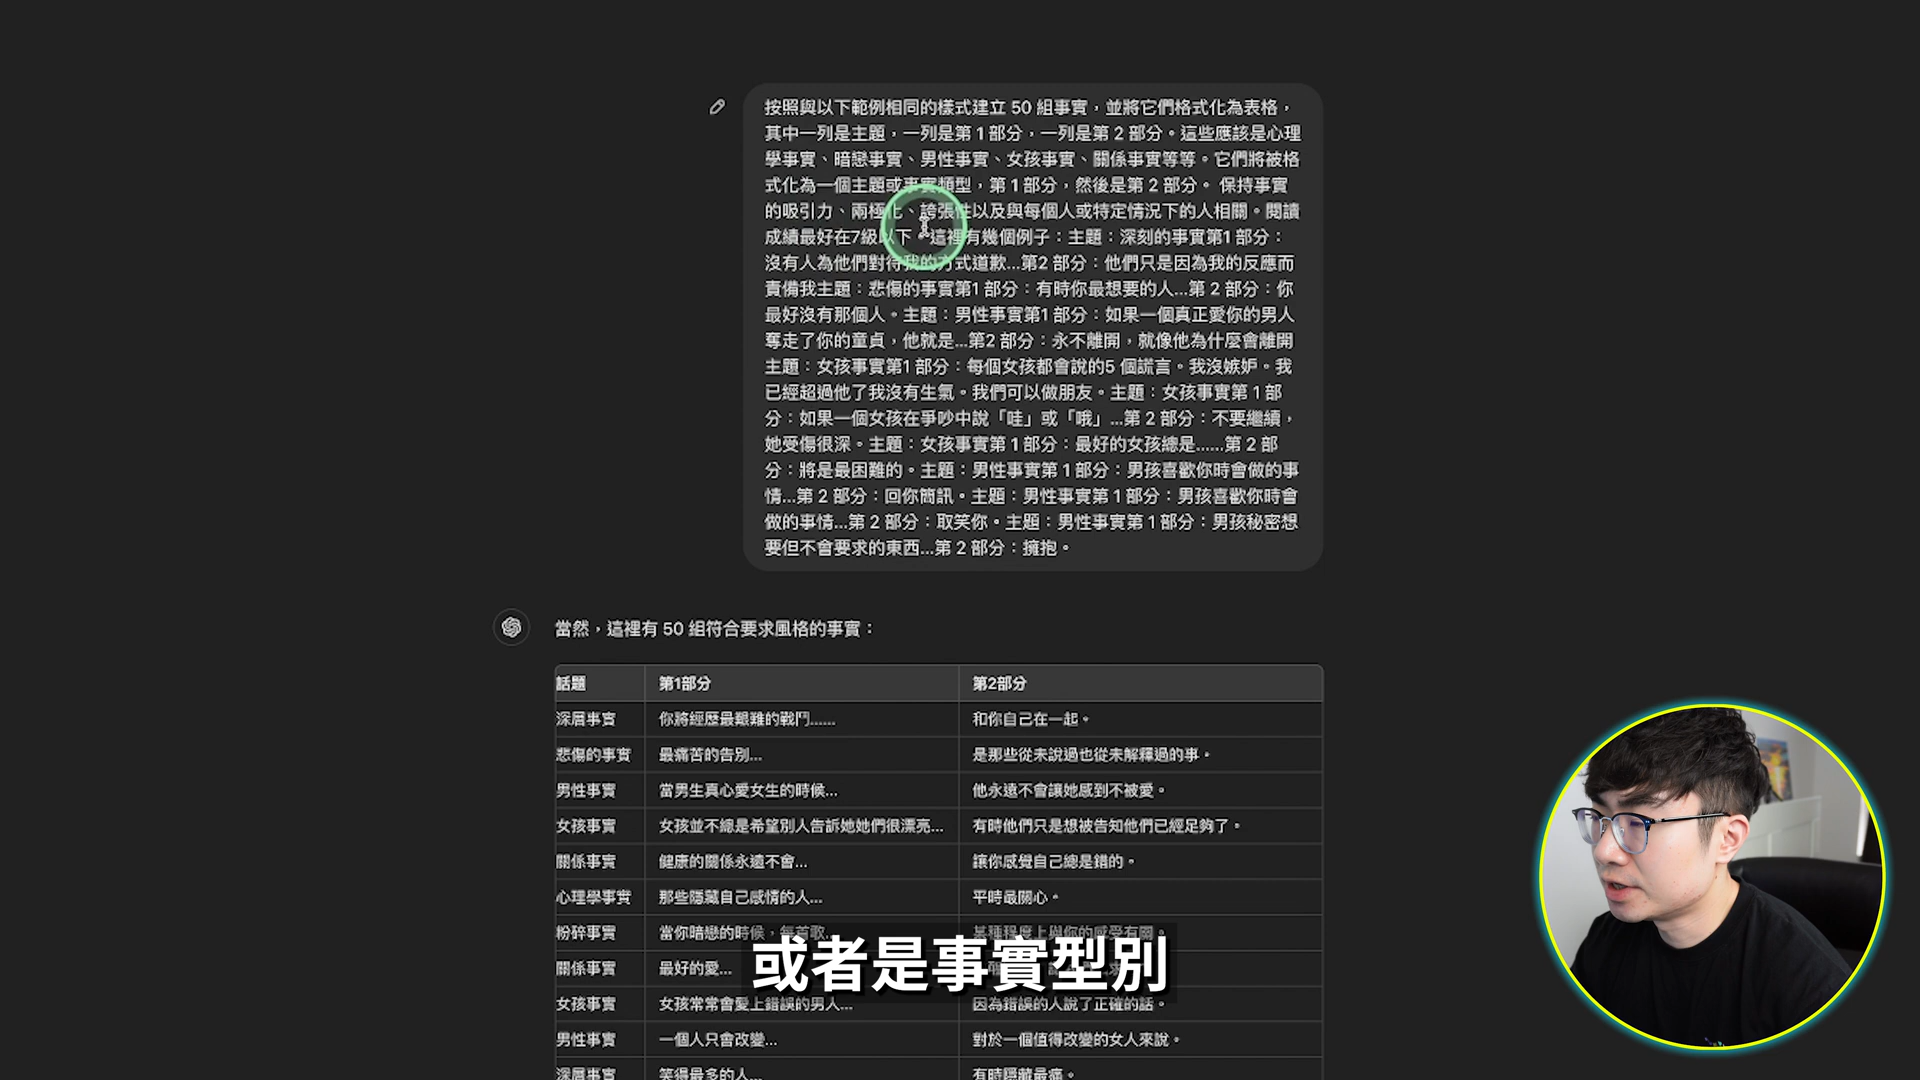 按照與以下範例相同的樣式建立 50 組事實，並將它們格式化為表格，
其中一列是主題，一列是第 1 部分，一列是第 2 部分。這些應該是心理
學事實、暗戀事實、男性事實、女孩事實、關係事實等等。它們將被格
式化為一個主題或事實類型，第 1 部分，然後是第 2 部分。 保持事實
的吸引力、兩極化、誇張性以及與每個人或特定情況下的人相關。閱讀
成績最好在7級以下。這裡有幾個例子：主題：深刻的事實第1 部分：
沒有人為他們對待我的方式道歉...第2 部分：他們只是因為我的反應而
責備我主題：悲傷的事實第1 部分：有時你最想要的人...第 2 部分：你
最好沒有那個人。主題：男性事實第1 部分：如果一個真正愛你的男人
奪走了你的童貞，他就是...第2 部分：永不離開，就像他為什麼會離開
主題：女孩事實第1 部分：每個女孩都會說的5 個謊言。我沒嫉妒。我
已經超過他了我沒有生氣。我們可以做朋友。主題：女孩事實第 1 部
分：如果一個女孩在爭吵中說「哇」或「哦」...第 2 部分：不要繼續，
她受傷很深。主題：女孩事實第 1 部分：最好的女孩總是......第 2 部
分：將是最困難的。主題：男性事實第 1 部分：男孩喜歡你時會做的事
情...第 2 部分：回你簡訊。主題：男性事實第 1 部分：男孩喜歡你時會
做的事情...第 2 部分：取笑你。主題：男性事實第 1 部分：男孩秘密想
要但不會要求的東西...第 2 部分：擁抱。
當然，這裡有 50 組符合要求風格的事實：
話題 第1部分 第2部分
深層事實 你將經歷最艱難的戰鬥...... 和你自己在一起。
悲傷的事實 最痛苦的告別... 是那些從未說過也從未解釋過的事。
男性事實 當男生真心愛女生的時候... 他永遠不會讓她感到不被愛。
女孩事實 女孩並不總是希望別人告訴她她們很漂亮... 有時他們只是想被告知他們已經足夠了。
關係事實 健康的關係永遠不會... 讓你感覺自己總是錯的。
心理學事實 那些隱藏自己感情的人... 平時最關心。
粉碎事實 當你暗戀的時候，每首歌... 某種程度上與你的感受有關。
關係事實 最好的愛...
或者是事實型別
女孩事實 女孩常常會愛上錯誤的男人... 因為錯誤的人說了正確的話。
男性事實 一個人只會改變... 對於一個值得改變的女人來說。
深層事實 笑得最多的人... 有時隱藏最痛。